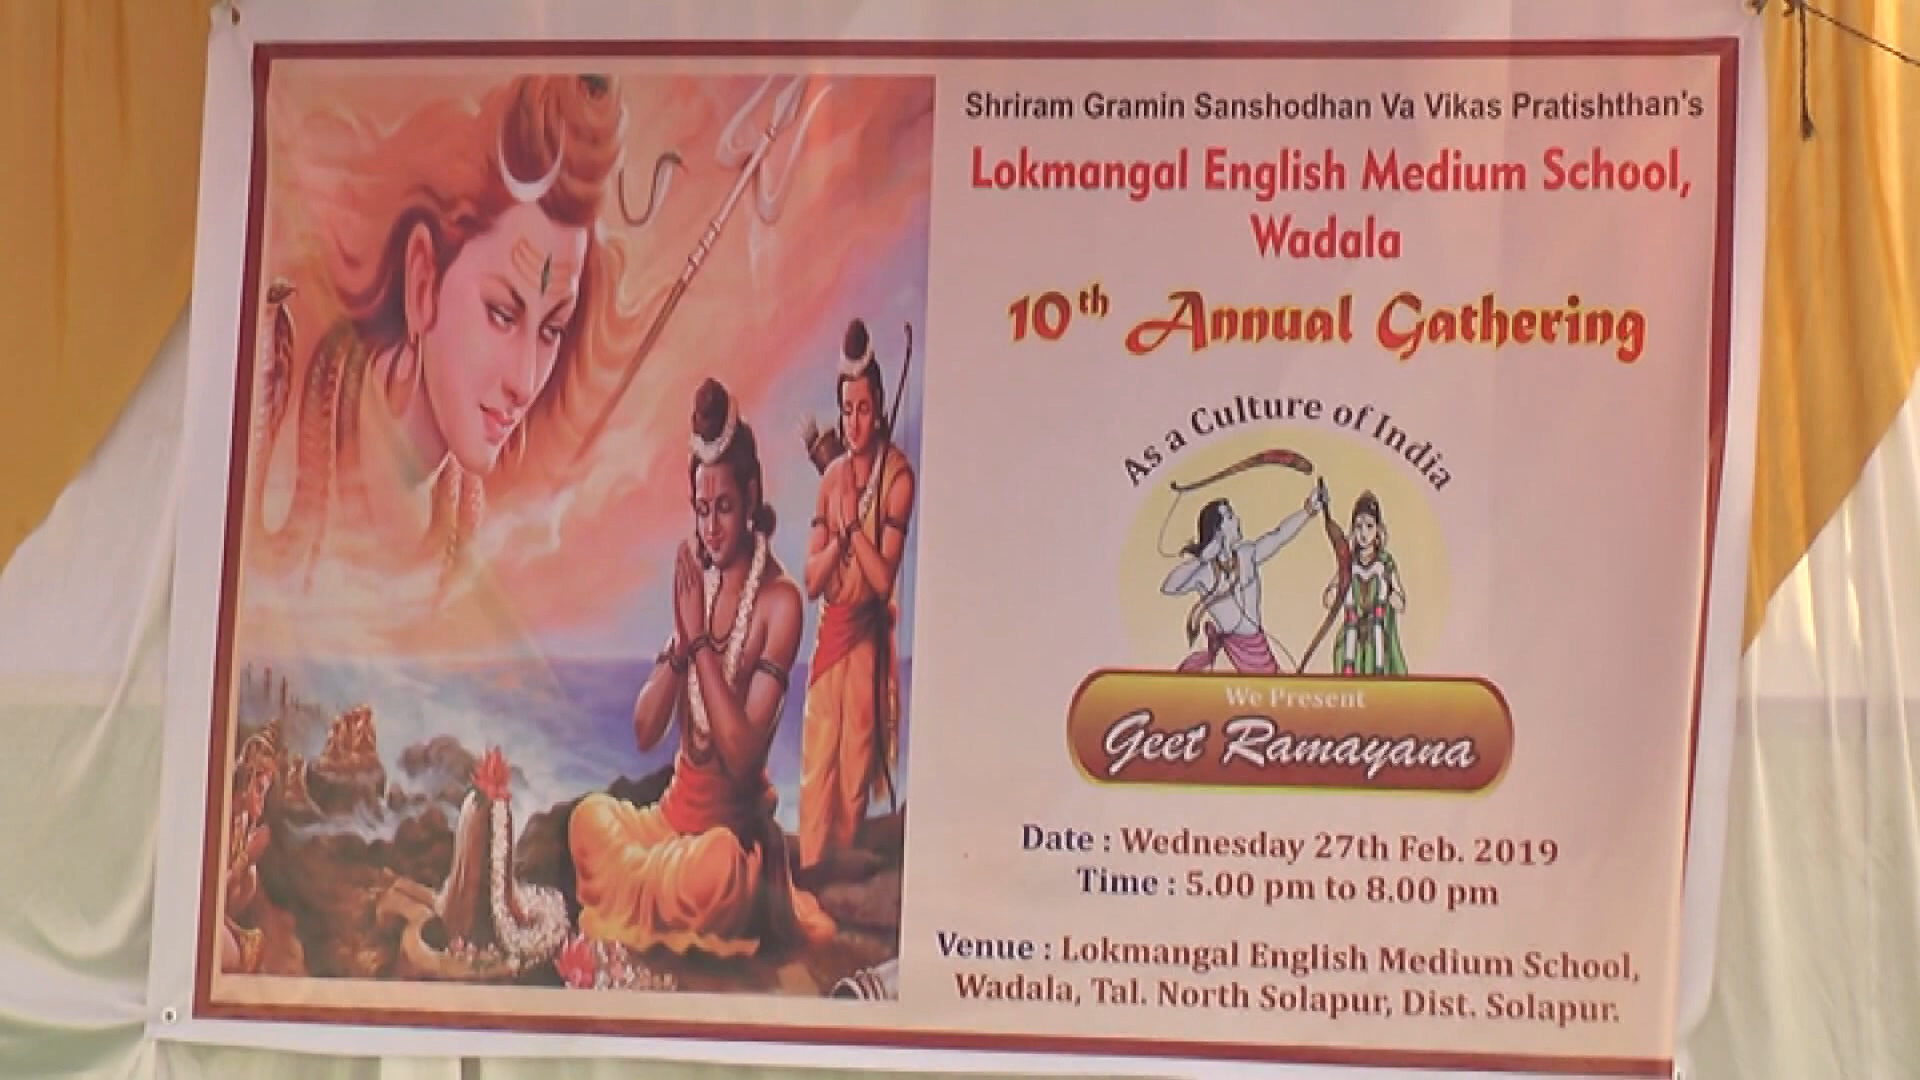 Shriram Gramin Sanshodhan Va Vikas Pratishthan's
Lokmangal English Medium School,
Wadala
10th Annual Gathering
As a Culture of India
We Present
Geet Ramayana
Date : Wednesday 27th Feb. 2019
Time : 5.00 pm to 8.00 pm
Venue : Lokmangal English Medium School,
Wadala, Tal. North Solapur, Dist. Solapur.